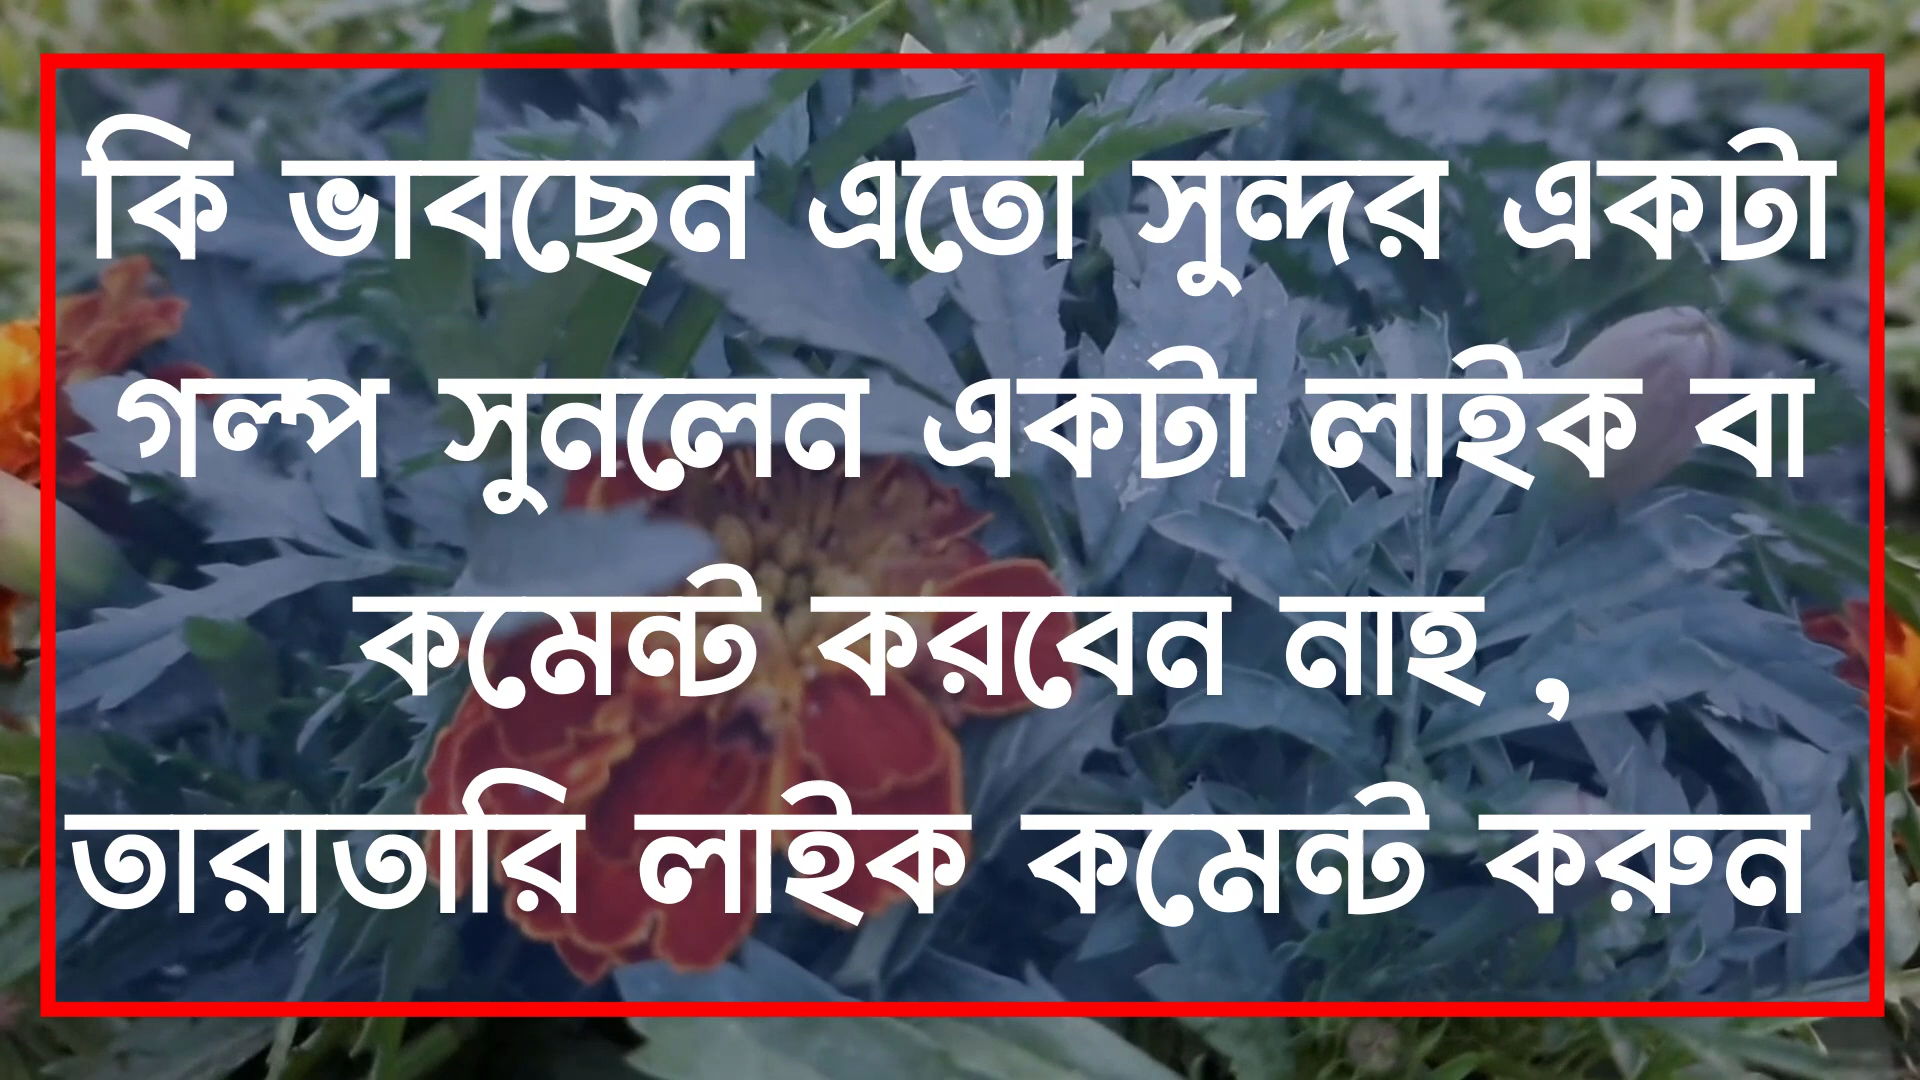 কি ভাবছেন এতো সুন্দর একটা
গল্প সুনলেন একটা লাইক বা
কমেন্ট করবেন নাহ ,
তারাতারি লাইক কমেন্ট করুন